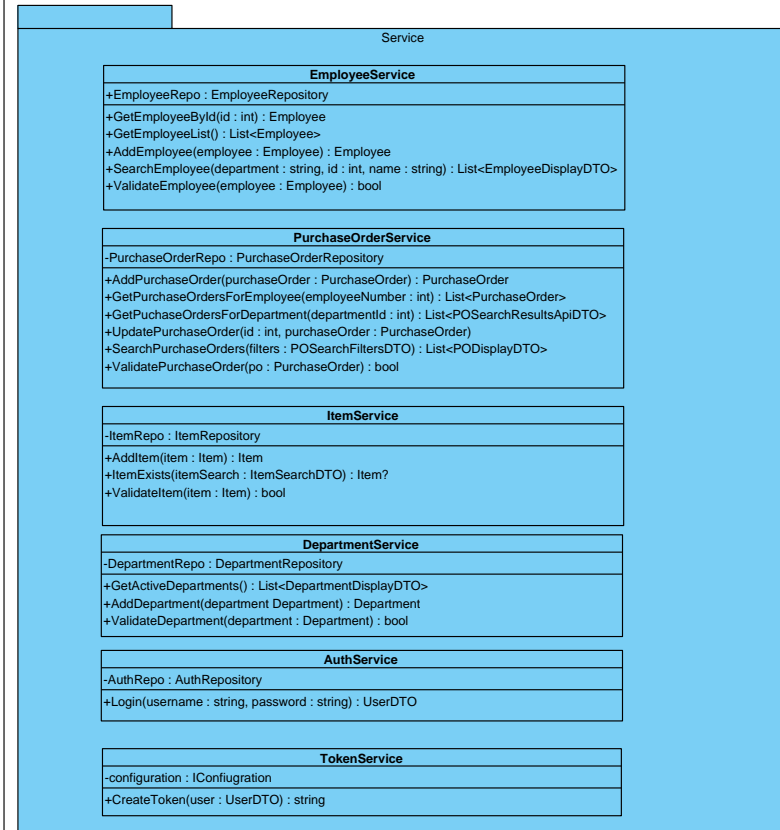 Service
EmployeeService
+EmployeeRepo : EmployeeRepository
+GetEmployeeById(id : int) : Employee
+GetEmployeeList() : List<Employee>
+AddEmployee(employee : Employee) : Employee
+SearchEmployee(department : string, id : int, name : string) : List<EmployeeDisplayDTO>
+ValidateEmployee(employee : Employee) : bool
PurchaseOrderService
-PurchaseOrderRepo : PurchaseOrderRepository
+AddPurchaseOrder(purchaseOrder : PurchaseOrder) : PurchaseOrder
+GetPurchaseOrdersForEmployee(employeeNumber : int) : List<PurchaseOrder>
+GetPuchaseOrdersForDepartment(departmentId : int) : List<POSearchResultsApiDTO>
+UpdatePurchaseOrder(id : int, purchaseOrder : PurchaseOrder)
+SearchPurchaseOrders(filters : POSearchFiltersDTO) : List<PODisplayDTO>
+ValidatePurchaseOrder(po : PurchaseOrder) : bool
ItemService
-ItemRepo : ItemRepository
+AddItem(item : Item) : Item
+ItemExists(itemSearch : ItemSearchDTO) : Item?
+ValidateItem(item : Item) : bool
DepartmentService
-DepartmentRepo : DepartmentRepository
+GetActiveDepartments() : List<DepartmentDisplayDTO>
+AddDepartment(department Department) : Department
+ValidateDepartment(department : Department) : bool
AuthService
-AuthRepo : AuthRepository
+Login(username : string, password : string) : UserDTO
TokenService
-configuration : IConfiugration
+CreateToken(user : UserDTO) : string